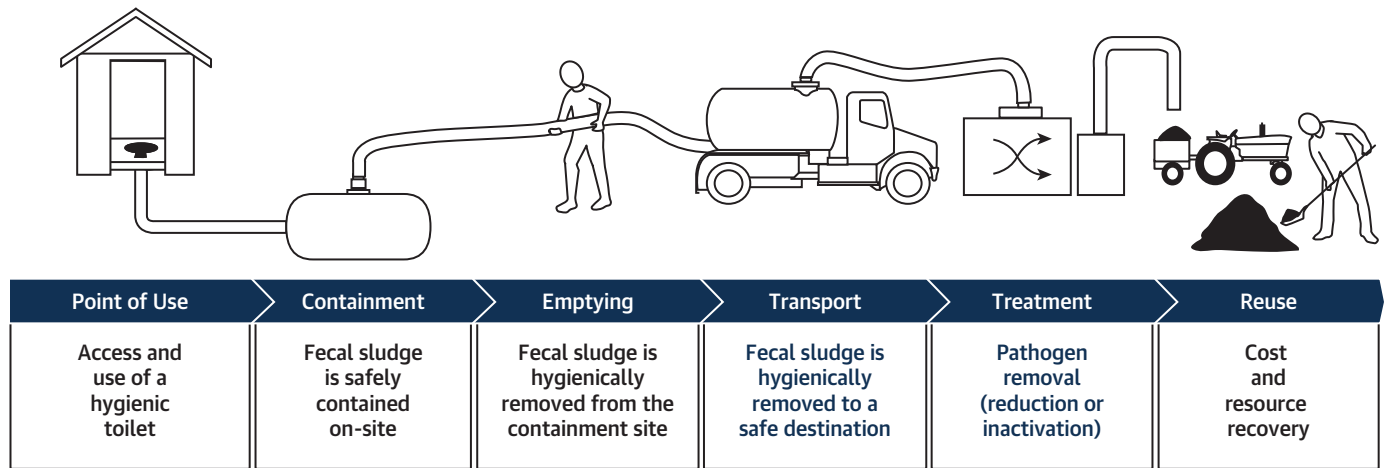 Point of Use
Containment
Emptying
Transport
Treatment
Reuse
Access and
use of a
hygienic
toilet
Fecal sludge
is safely
contained
on-site
Fecal sludge is
hygienically
removed from the
containment site
Fecal sludge is
hygienically
removed to a
safe destination
Pathogen
removal
(reduction or
inactivation)
Cost
and
resource
recovery